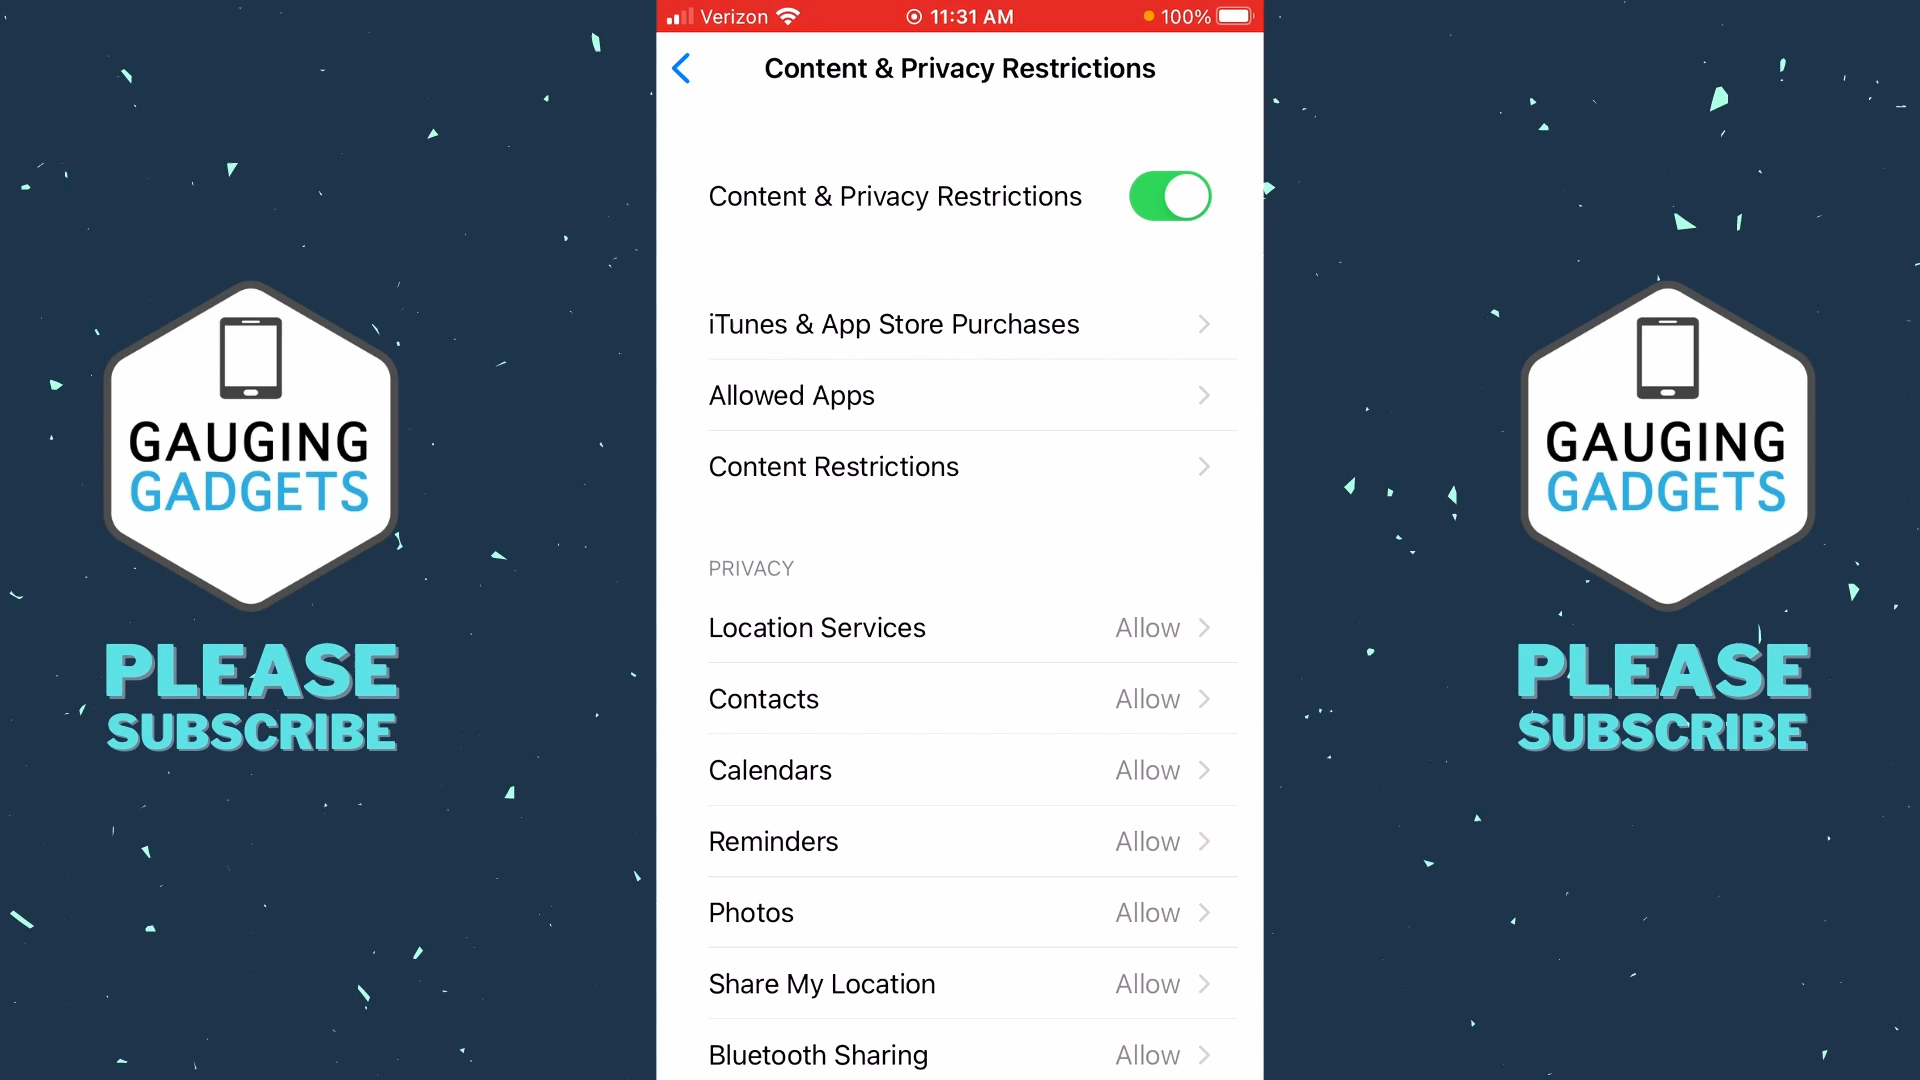 Verizon 11:31 AM 100%
Content & Privacy Restrictions
Content & Privacy Restrictions
iTunes & App Store Purchases
Allowed Apps
Content Restrictions
PRIVACY
Location Services Allow
Contacts Allow
Calendars Allow
Reminders Allow
Photos Allow
Share My Location Allow
Bluetooth Sharing Allow
GAUGING
GADGETS
PLEASE
SUBSCRIBE
GAUGING
GADGETS
PLEASE
SUBSCRIBE